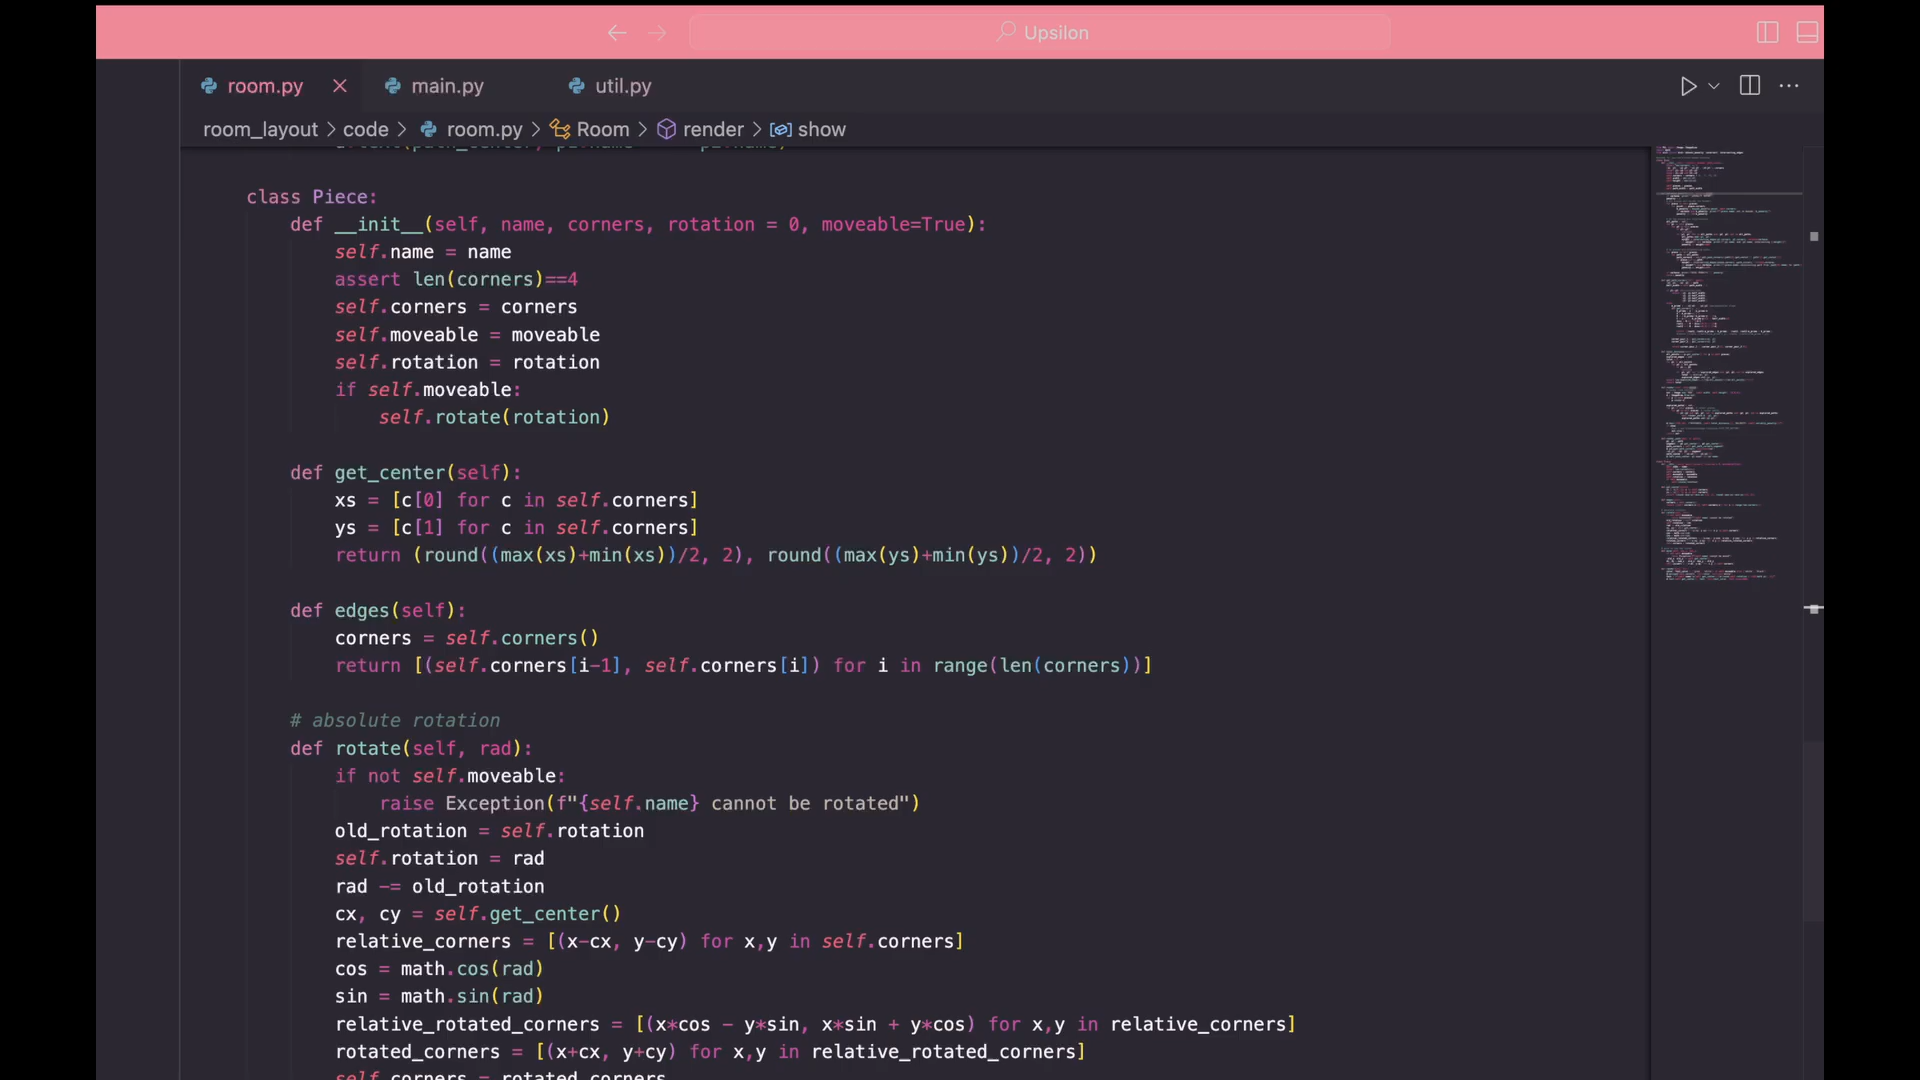 Upsilon
room.py main.py util.py
room_layout > code > room.py > Room > render > show
class Piece:
def __init__(self, name, corners, rotation = 0, moveable=True):
self.name = name
assert len(corners)==4
self.corners = corners
self.moveable = moveable
self.rotation = rotation
if self.moveable:
self.rotate(rotation)
def get_center(self):
xs = [c[0] for c in self.corners]
ys = [c[1] for c in self.corners]
return (round((max(xs)+min(xs))/2, 2), round((max(ys)+min(ys))/2, 2))
def edges(self):
corners = self.corners()
return [(self.corners[i-1], self.corners[i]) for i in range(len(corners))]
# absolute rotation
def rotate(self, rad):
if not self.moveable:
raise Exception(f"{self.name} cannot be rotated")
old_rotation = self.rotation
self.rotation = rad
rad -= old_rotation
cx, cy = self.get_center()
relative_corners = [(x-cx, y-cy) for x,y in self.corners]
cos = math.cos(rad)
sin = math.sin(rad)
relative_rotated_corners = [(x*cos - y*sin, x*sin + y*cos) for x,y in relative_corners]
rotated_corners = [(x+cx, y+cy) for x,y in relative_rotated_corners]
self.corners = rotated_corners